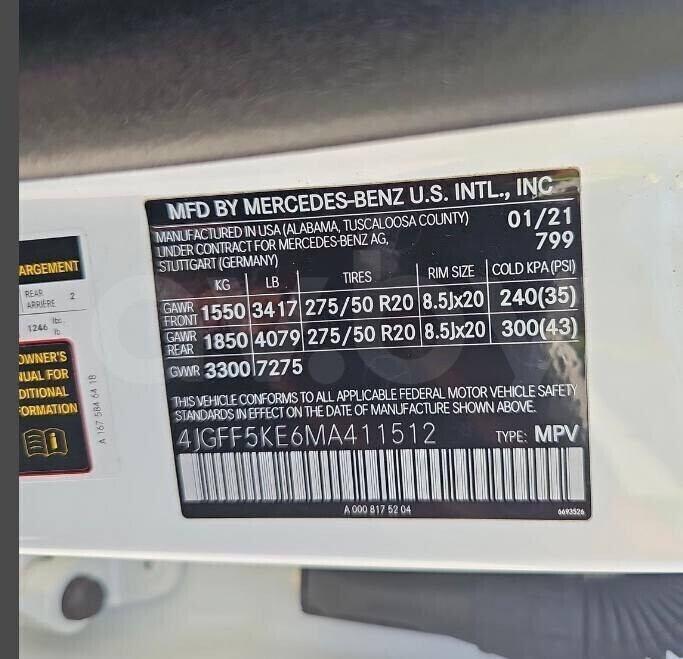 MFD BY MERCEDES-BENZ U.S. INTL., INC
MANUFACTURED IN USA (ALABAMA, TUSCALOOSA COUNTY) 01/21
UNDER CONTRACT FOR MERCEDES-BENZ AG, 799
STUTTGART (GERMANY)
KG LB TIRES RIM SIZE COLD KPA (PSI)
GAWR FRONT 1550 3417 275/50 R20 8.5Jx20 240(35)
GAWR REAR 1850 4079 275/50 R20 8.5Jx20 300(43)
GVWR 3300 7275
THIS VEHICLE CONFORMS TO ALL APPLICABLE FEDERAL MOTOR VEHICLE SAFETY
STANDARDS IN EFFECT ON THE DATE OF MANUFACTURE SHOWN ABOVE.
4JGFF5KE6MA411512 TYPE: MPV
A 000 817 52 04 6693526
ARGEMENT
REAR
ARRIÈRE 2
1246 lbs.
lb.
OWNER'S
NUAL FOR
DITIONAL
FORMATION
A 167 584 64 18